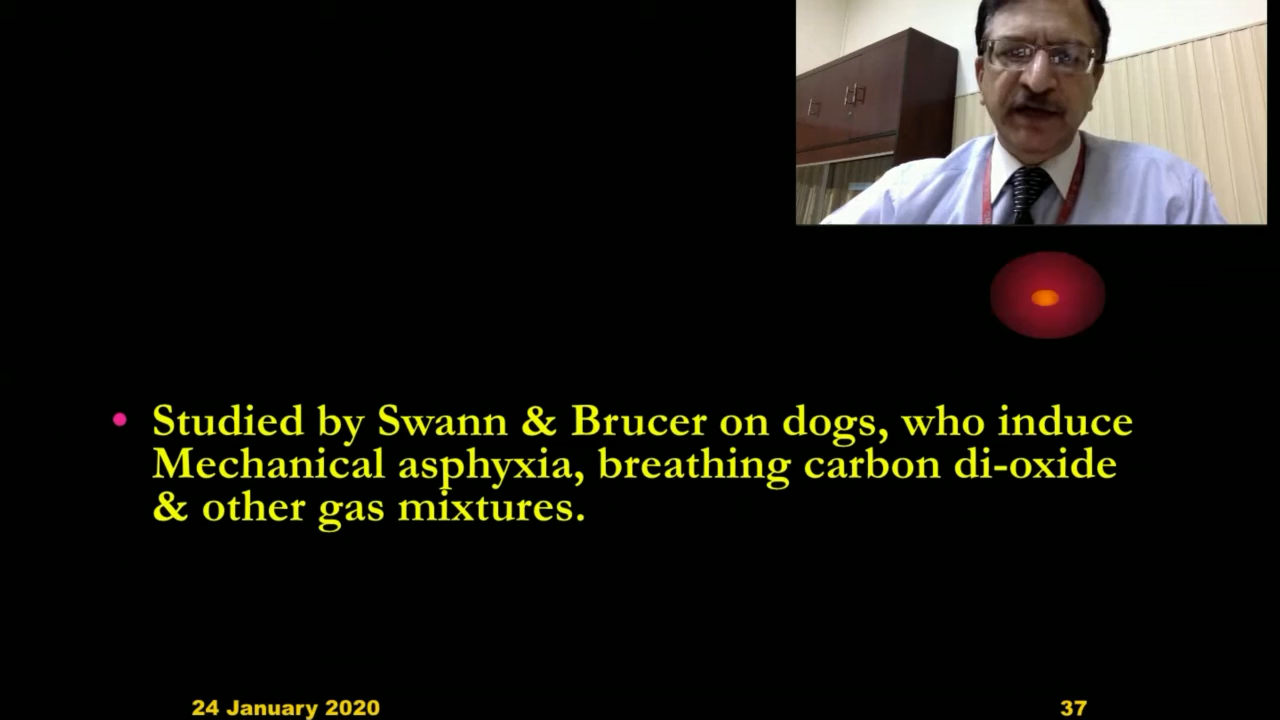 Studied by Swann & Brucer on dogs, who induce
Mechanical asphyxia, breathing carbon di-oxide
& other gas mixtures.
24 January 2020
37